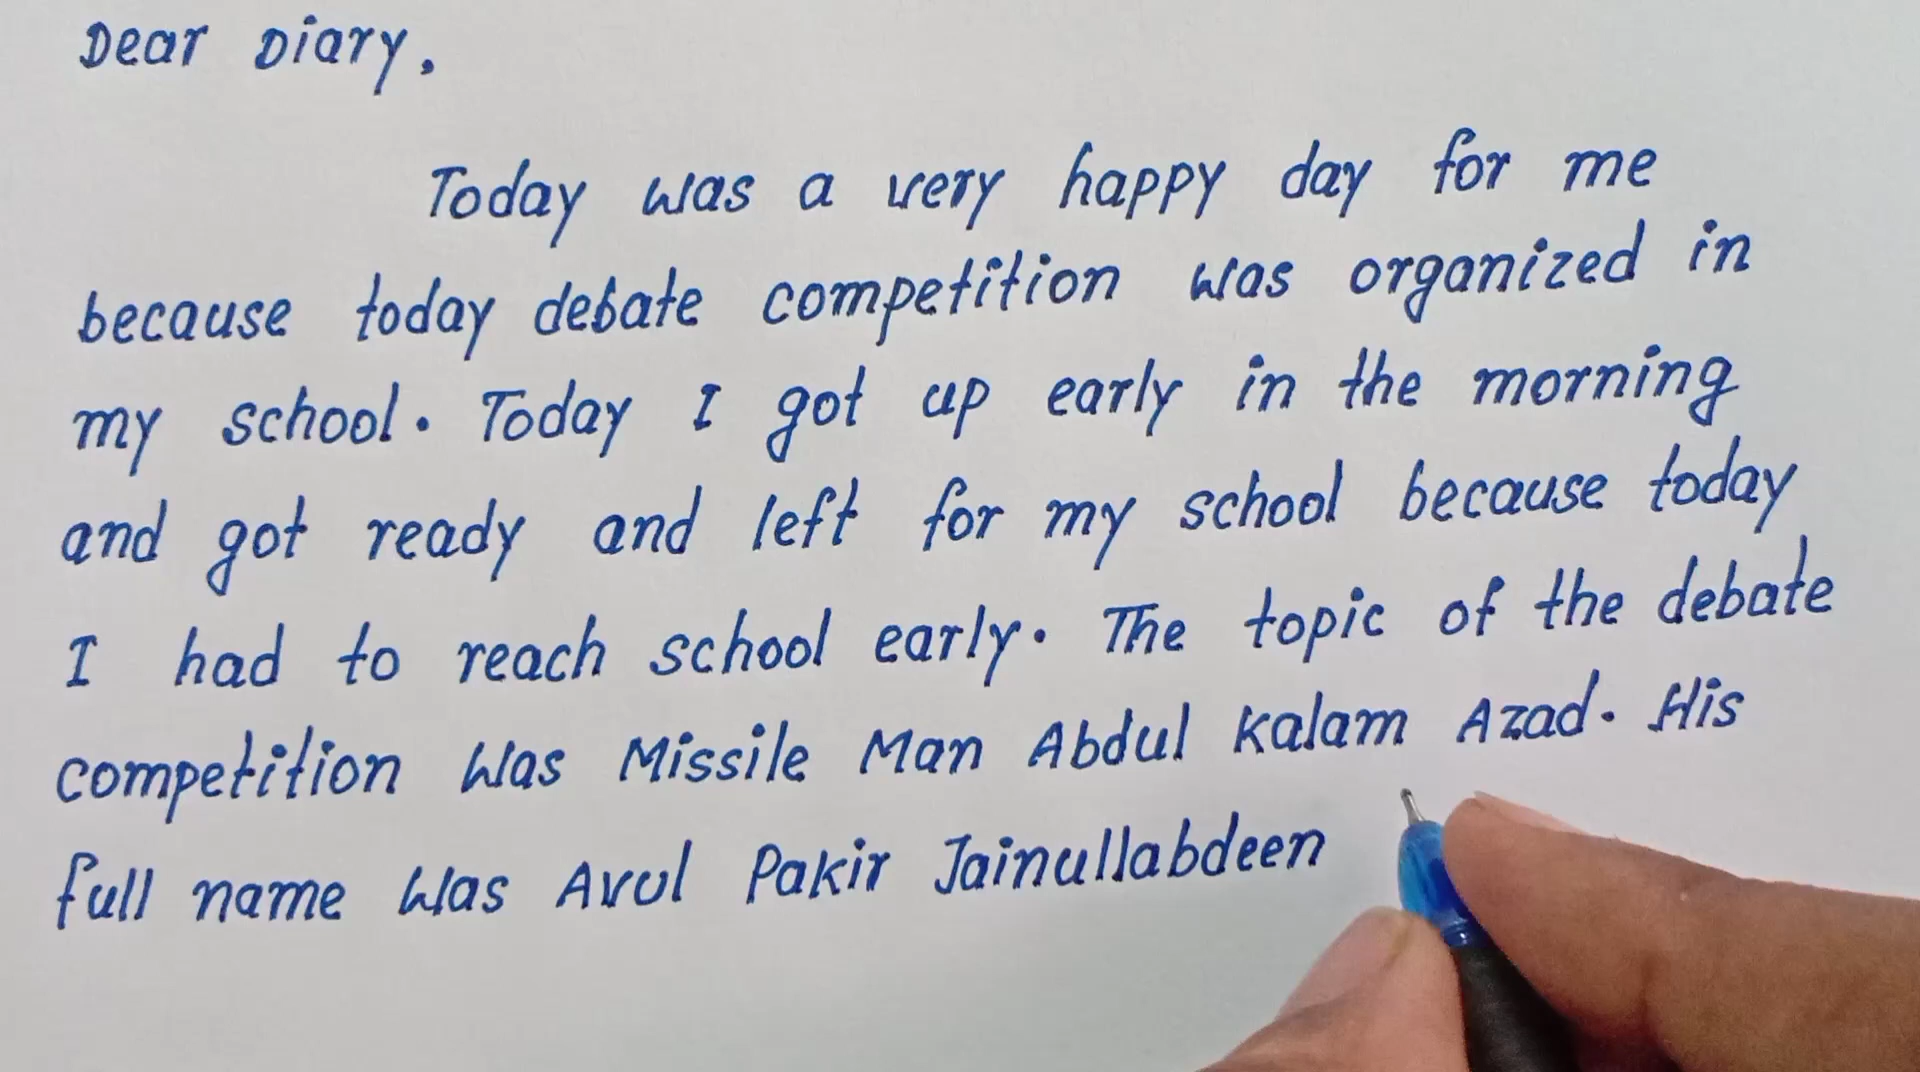 Dear Diary,
Today was a very happy day for me
because today debate competition was organized in
my school. Today I got up early in the morning
and got ready and left for my school because today
I had to reach school early. The topic of the debate
competition was Missile Man Abdul Kalam Azad. His
full name was Avul Pakir Jainullabdeen